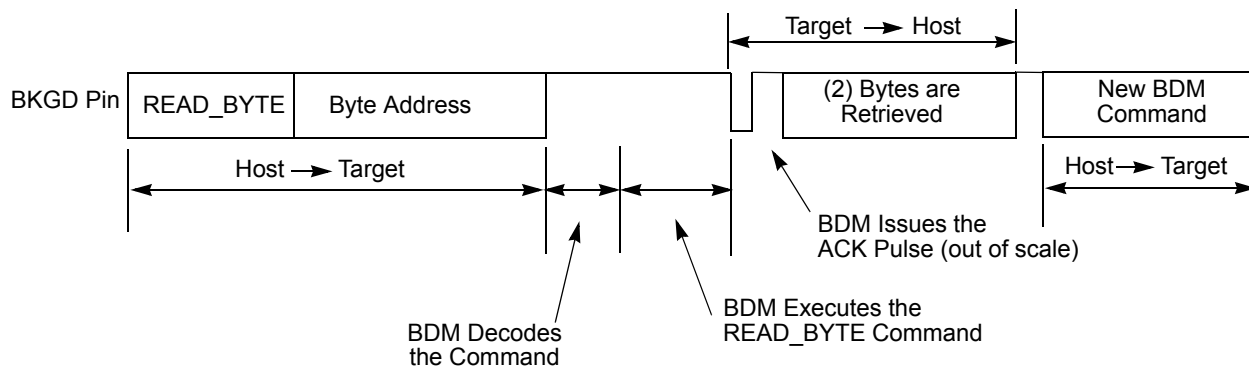 Target → Host
BKGD Pin
READ_BYTE
Byte Address
(2) Bytes are
Retrieved
New BDM
Command
Host → Target
Host → Target
BDM Issues the
ACK Pulse (out of scale)
BDM Decodes
the Command
BDM Executes the
READ_BYTE Command